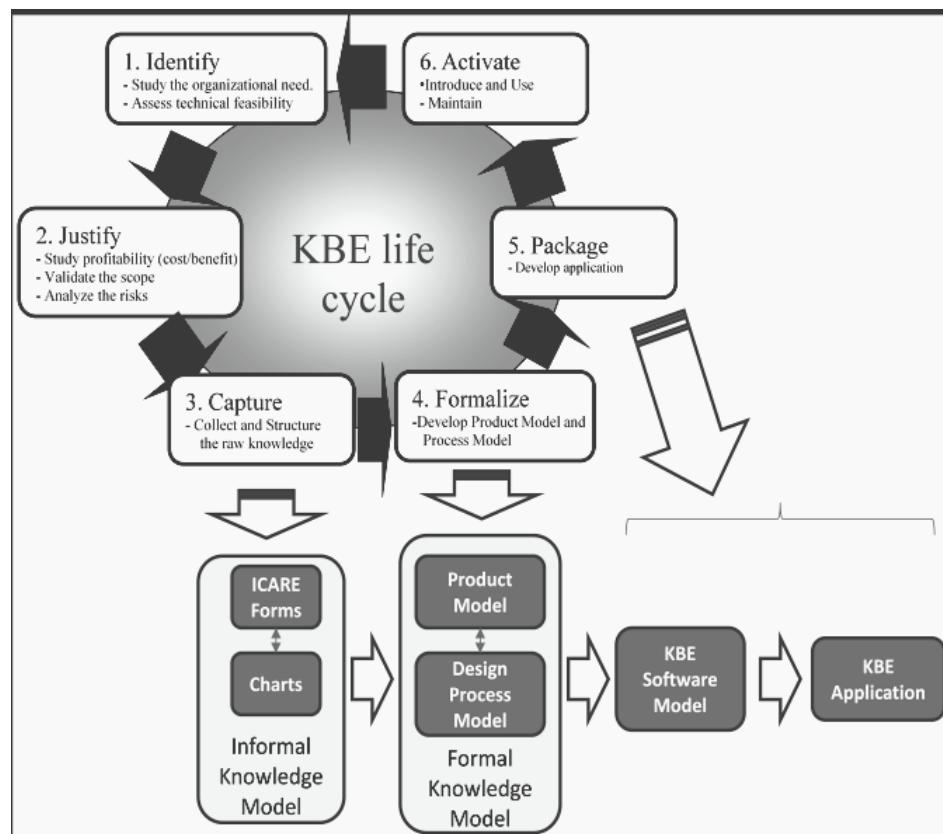 1. Identify
- Study the organizational need.
- Assess technical feasibility
6. Activate
•Introduce and Use
- Maintain
2. Justify
- Study profitability (cost/benefit)
- Validate the scope
- Analyze the risks
KBE life
cycle
5. Package
- Develop application
3. Capture
- Collect and Structure
the raw knowledge
4. Formalize
-Develop Product Model and
Process Model
ICARE
Forms
Charts
Informal
Knowledge
Model
Product
Model
Design
Process
Model
Formal
Knowledge
Model
KBE
Software
Model
KBE
Application